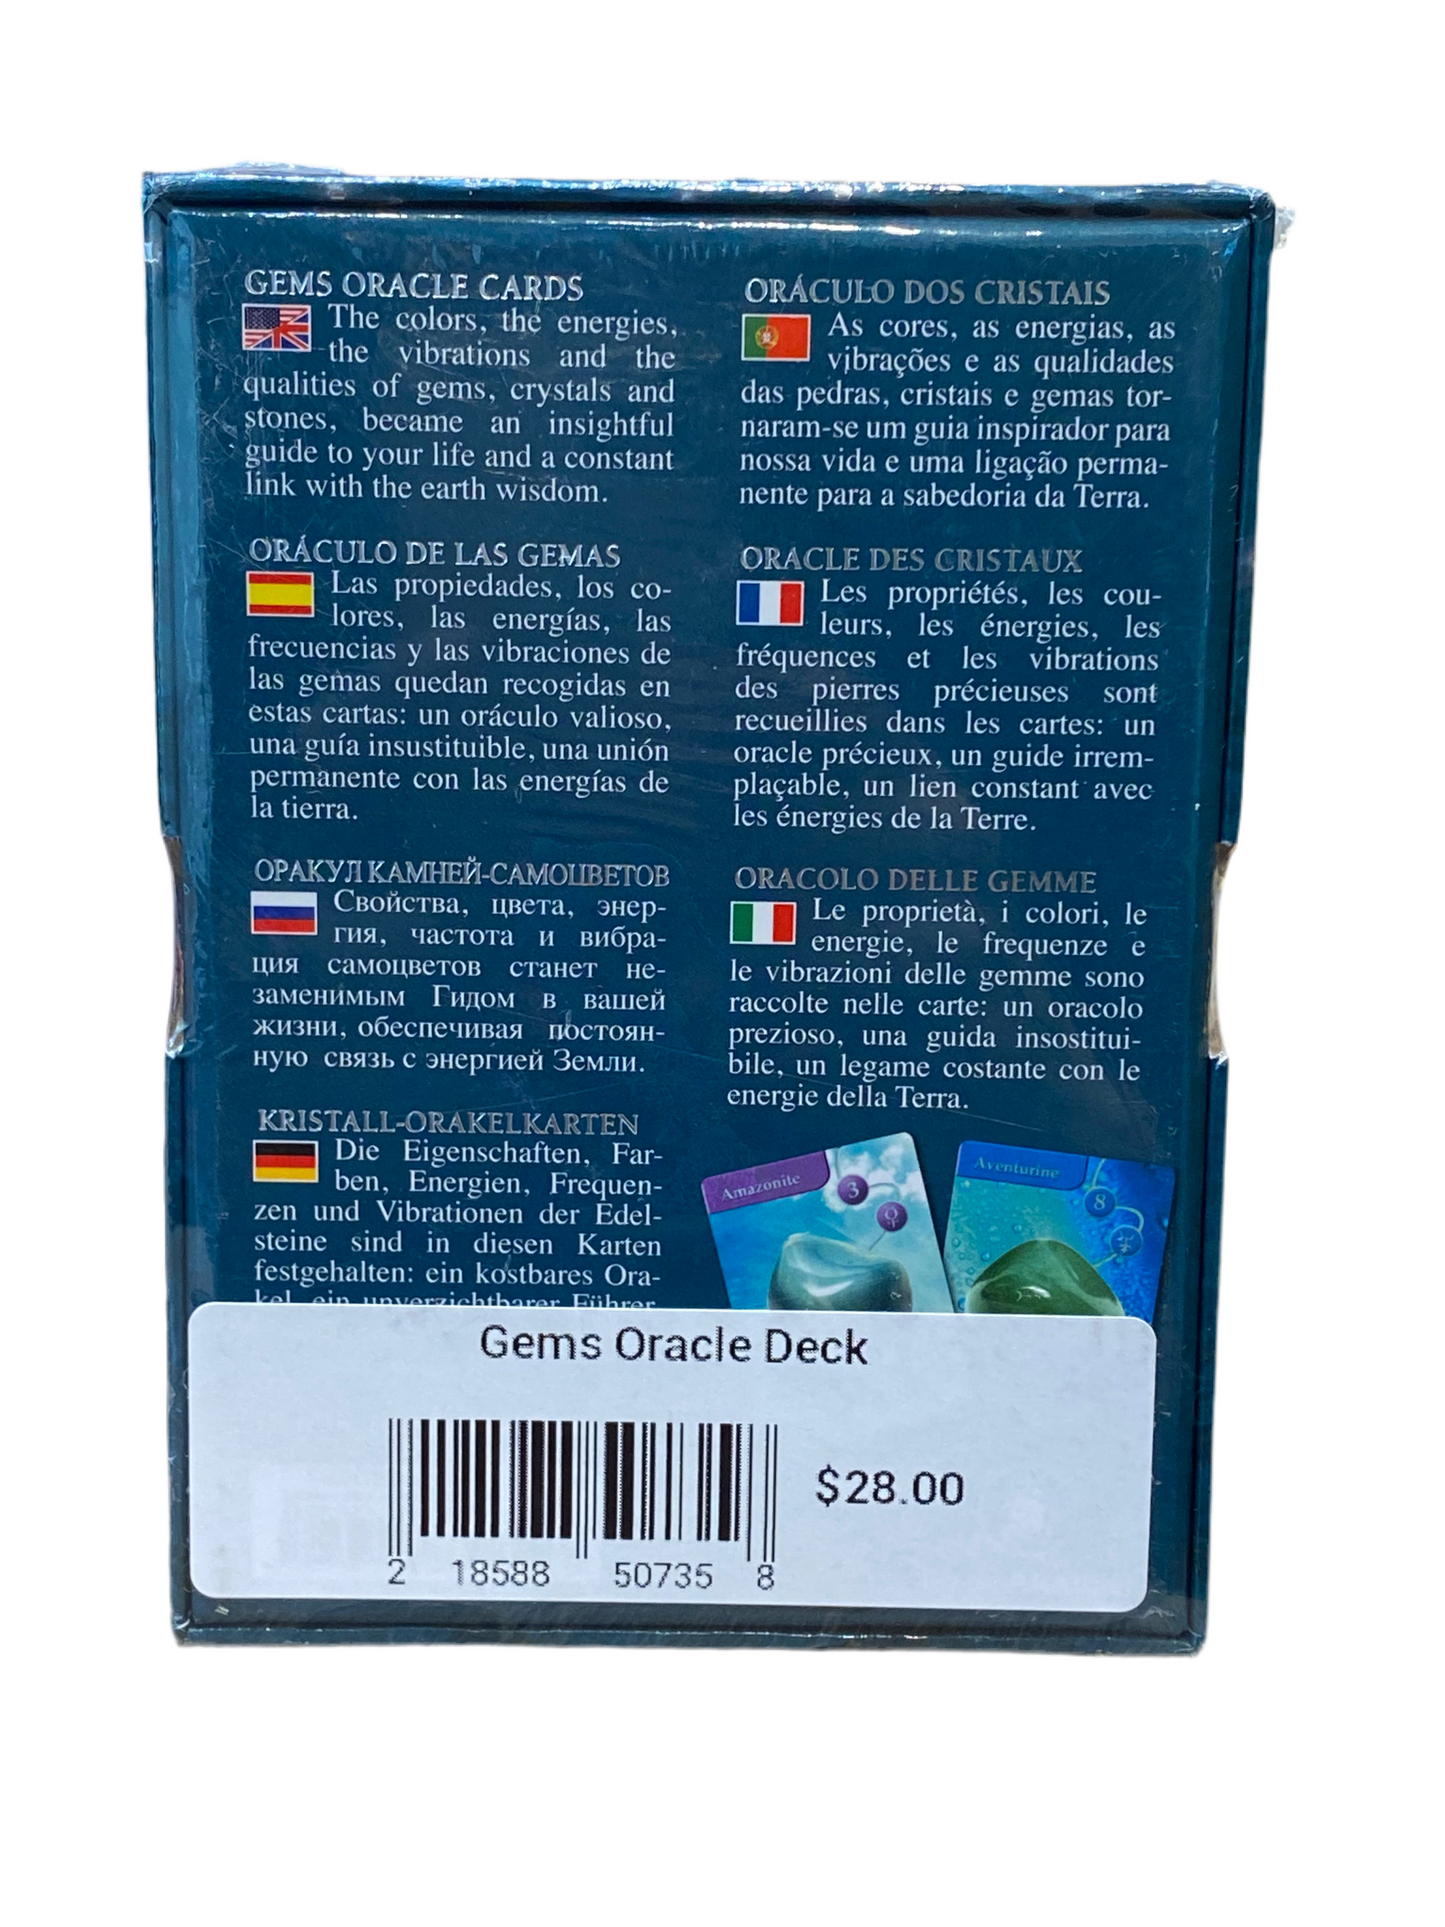 GEMS ORACLE CARDS
The colors, the energies,
the vibrations and the
qualities of gems, crystals and
stones, became an insightful
guide to your life and a constant
link with the earth wisdom.
ORÁCULO DE LAS GEMAS
Las propiedades, los co-
lores, las energías, las
frecuencias y las vibraciones de
las gemas quedan recogidas en
estas cartas: un oráculo valioso,
una guía insustituible, una unión
permanente con las energías de
la tierra.
ОРАКУЛ КАМНЕЙ-САМОЦВЕТОВ
Свойства, цвета, энер-
гия, частота и вибра-
ция самоцветов станет не-
заменимым Гидом в вашей
жизни, обеспечивая постоян-
ную связь с энергией Земли.
KRISTALL-ORAKELKARTEN
Die Eigenschaften, Far-
ben, Energien, Frequen-
zen und Vibrationen der Edel-
steine sind in diesen Karten
festgehalten: ein kostbares Ora-
kel, ein unverzichtbarer Führer,
ORÁCULO DOS CRISTAIS
As cores, as energias, as
vibrações e as qualidades
das pedras, cristais e gemas tor-
naram-se um guia inspirador para
nossa vida e uma ligação perma-
nente para a sabedoria da Terra.
ORACLE DES CRISTAUX
Les propriétés, les cou-
leurs, les énergies, les
fréquences et les vibrations
des pierres précieuses sont
recueillies dans les cartes: un
oracle précieux, un guide irrem-
plaçable, un lien constant avec
les énergies de la Terre.
ORACOLO DELLE GEMME
Le proprietà, i colori, le
energie, le frequenze e
le vibrazioni delle gemme sono
raccolte nelle carte: un oracolo
prezioso, una guida insostitui-
bile, un legame costante con le
energie della Terra.
Amazonite 3
Aventurine 8
Gems Oracle Deck
$28.00
2 18588 50735 8